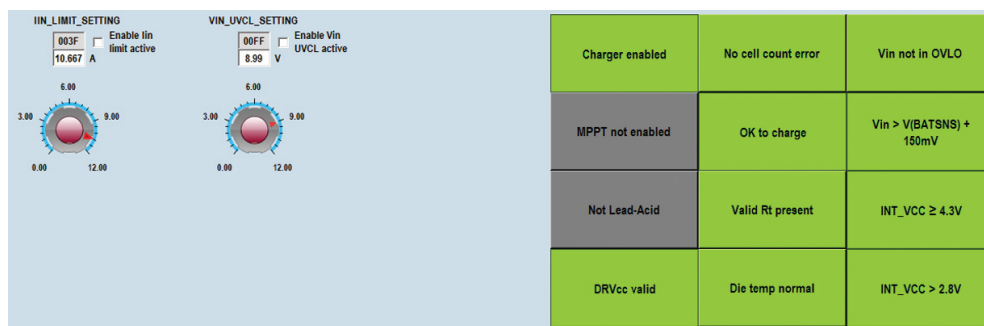 IIN_LIMIT_SETTING
003F
Enable Iin
limit active
10.667 A
6.00
3.00
9.00
0.00
12.00
VIN_UVCL_SETTING
00FF
Enable Vin
UVCL active
8.99 V
6.00
3.00
9.00
0.00
12.00
Charger enabled
No cell count error
Vin not in OVLO
MPPT not enabled
OK to charge
Vin > V(BATSNS) +
150mV
Not Lead-Acid
Valid Rt present
INT_VCC ≥ 4.3V
DRVcc valid
Die temp normal
INT_VCC > 2.8V